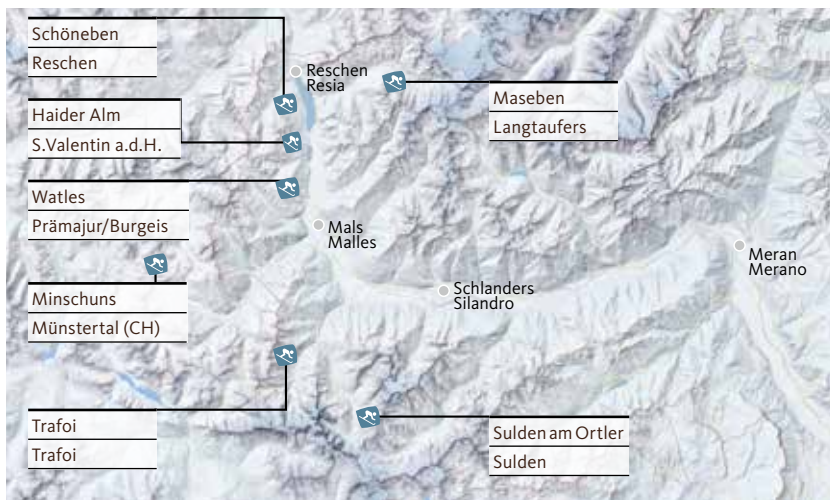 Schöneben
Reschen
Reschen
Resia
Maseben
Langtaufers
Haider Alm
S.Valentin a.d.H.
Watles
Prämajur/Burgeis
Mals
Malles
Meran
Merano
Minschuns
Münstertal (CH)
Schlanders
Silandro
Trafoi
Trafoi
Sulden am Ortler
Sulden